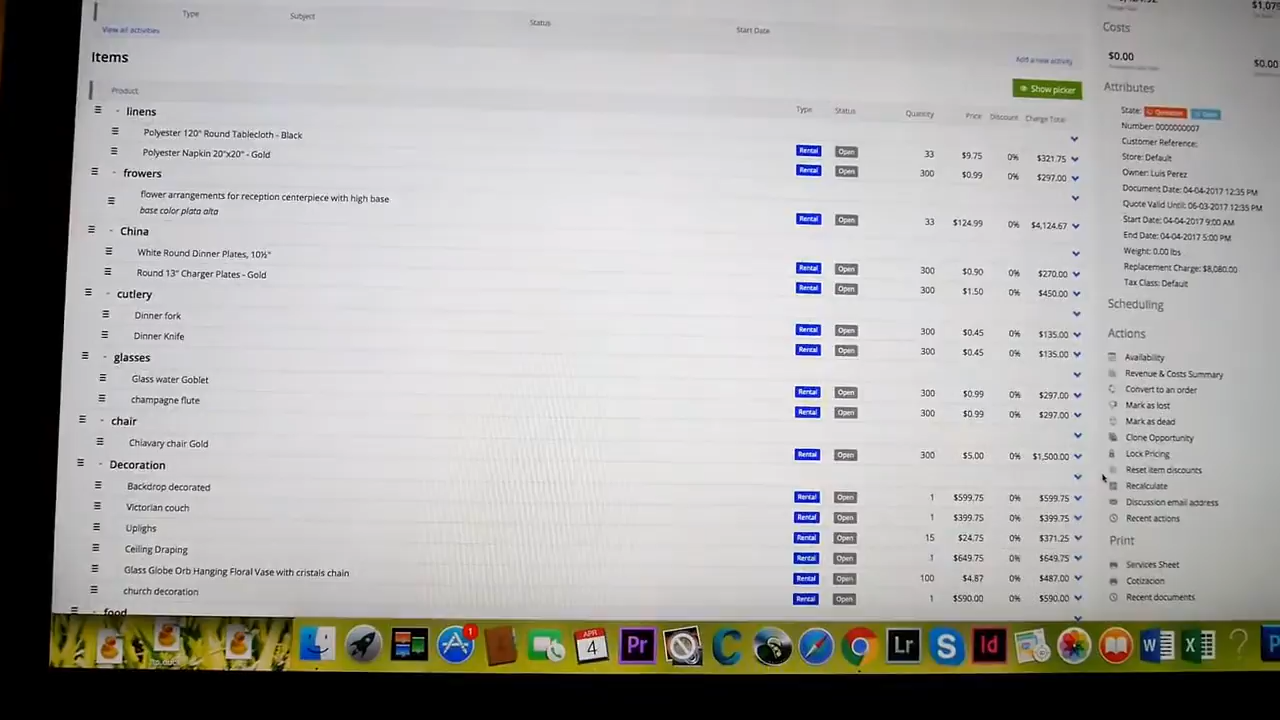 Type Subject Status Start Date
View all activities
Add a new activity
Items
Show picker
Product Type Status Quantity Price Discount Charge Total
linens
Polyester 120" Round Tablecloth - Black Rental Open 33 $9.75 0% $321.75
Polyester Napkin 20"x20" - Gold Rental Open 300 $0.99 0% $297.00
frowers
flower arrangements for reception centerpiece with high base Rental Open 33 $124.99 0% $4,124.67
base color plata alta
China
White Round Dinner Plates, 10½" Rental Open 300 $0.90 0% $270.00
Round 13" Charger Plates - Gold Rental Open 300 $1.50 0% $450.00
cutlery
Dinner fork Rental Open 300 $0.45 0% $135.00
Dinner Knife Rental Open 300 $0.45 0% $135.00
glasses
Glass water Goblet Rental Open 300 $0.99 0% $297.00
champagne flute Rental Open 300 $0.99 0% $297.00
chair
Chiavary chair Gold Rental Open 300 $5.00 0% $1,500.00
Decoration
Backdrop decorated Rental Open 1 $599.75 0% $599.75
Victorian couch Rental Open 1 $399.75 0% $399.75
Uplighs Rental Open 15 $24.75 0% $371.25
Ceiling Draping Rental Open 1 $649.75 0% $649.75
Glass Globe Orb Hanging Floral Vase with cristals chain Rental Open 100 $4.87 0% $487.00
church decoration Rental Open 1 $590.00 0% $590.00
food
Costs
$0.00 $0.00
Attributes
State:
Number: 0000000007
Customer Reference:
Store: Default
Owner: Luis Perez
Document Date: 04-04-2017 12:35 PM
Quote Valid Until: 06-03-2017 12:35 PM
Start Date: 04-04-2017 9:00 AM
End Date: 04-04-2017 5:00 PM
Weight: 0.00 lbs
Replacement Charge: $8,080.00
Tax Class: Default
Scheduling
Actions
Availability
Revenue & Costs Summary
Convert to an order
Mark as lost
Mark as dead
Clone Opportunity
Lock Pricing
Reset item discounts
Recalculate
Discussion email address
Recent actions
Print
Services Sheet
Cotizacion
Recent documents
1
APR
4
Pr
Lr
S
Id
W
X
?